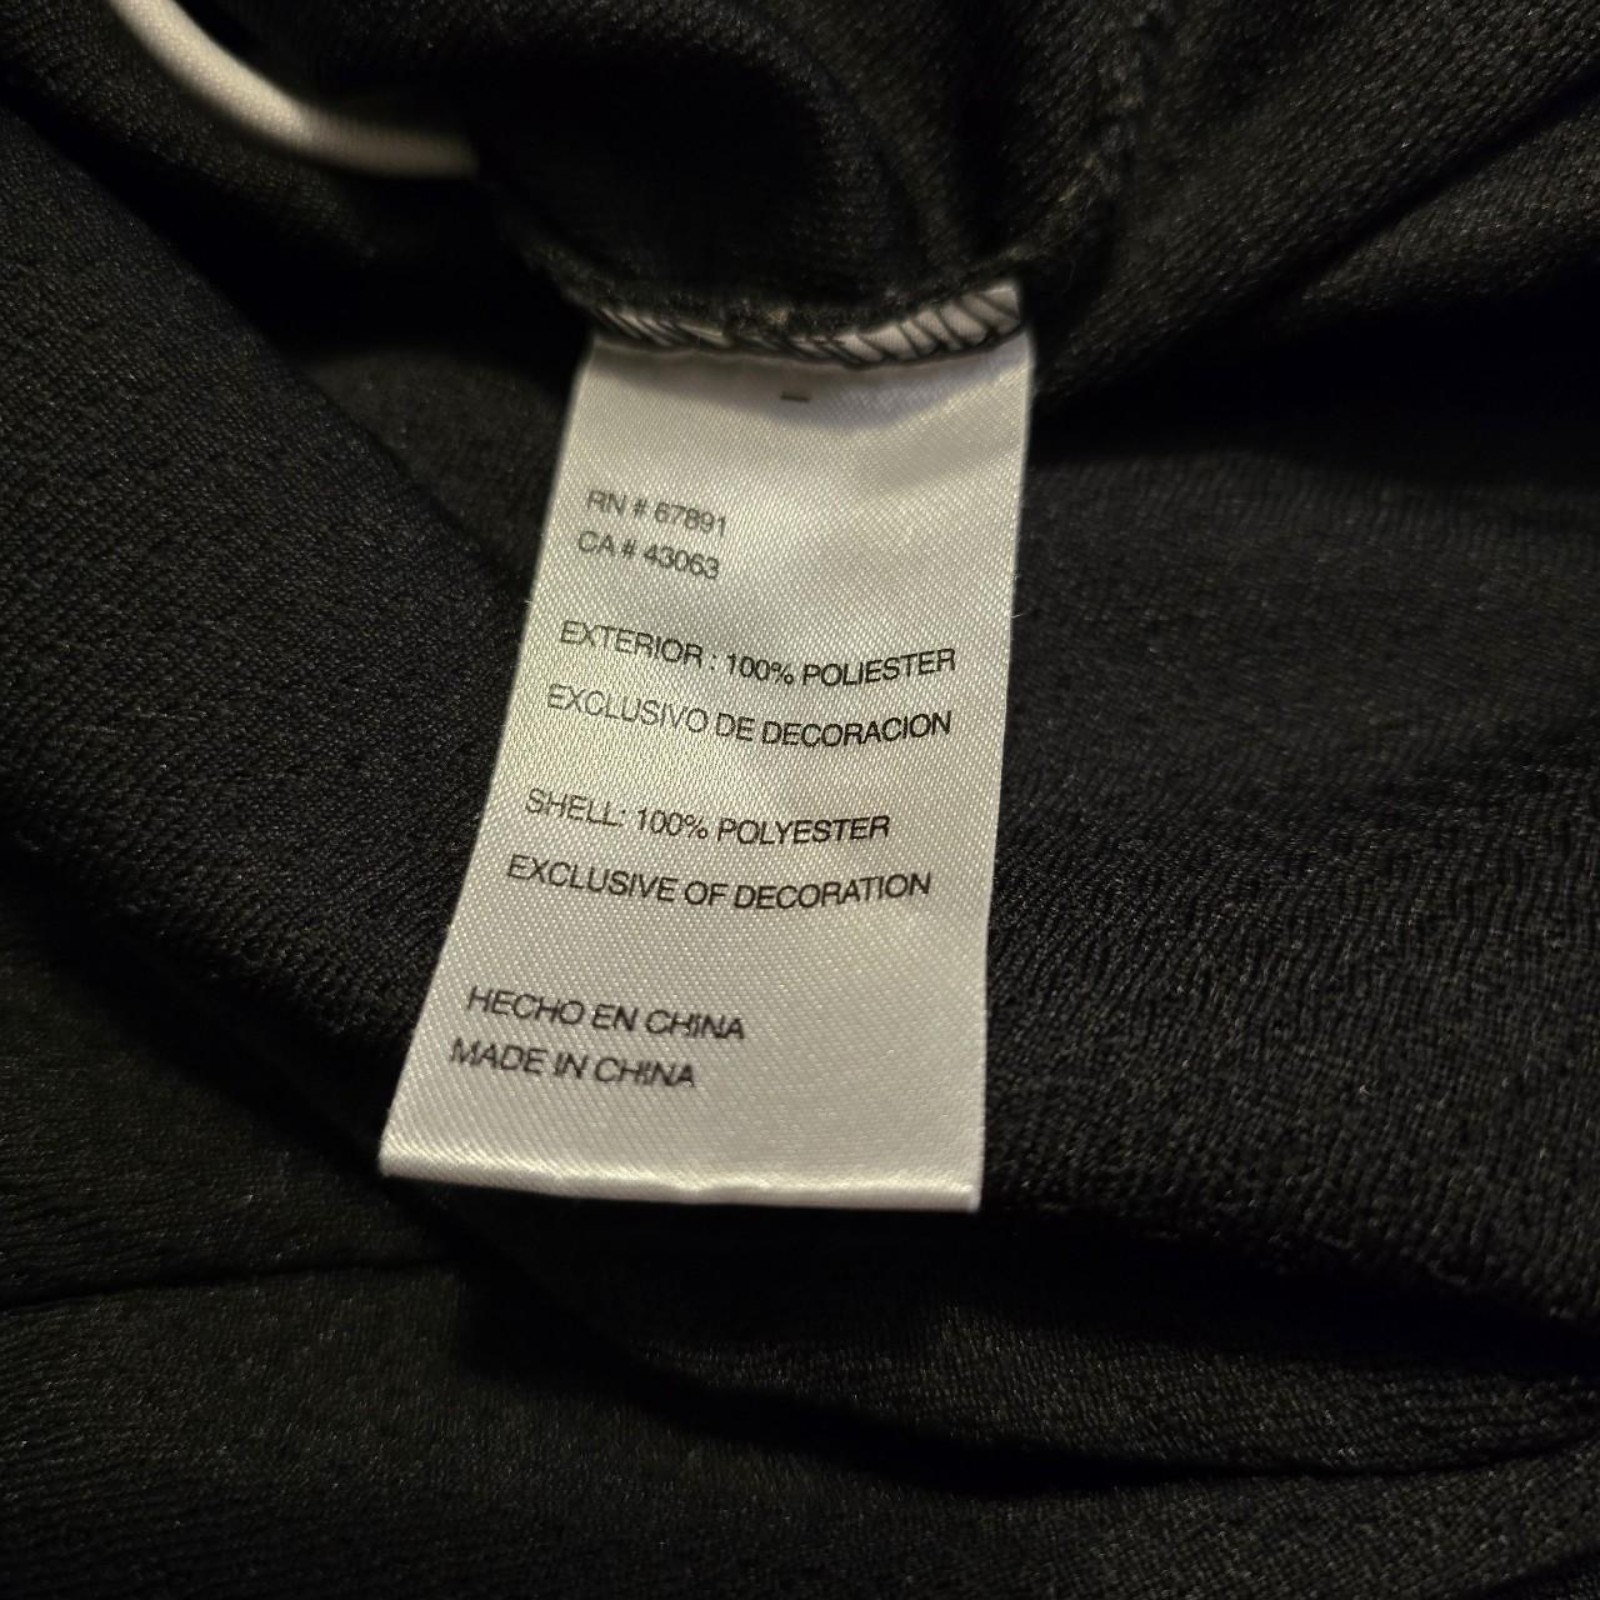 RN # 67891
CA # 43063
EXTERIOR : 100% POLIESTER
EXCLUSIVO DE DECORACION
SHELL: 100% POLYESTER
EXCLUSIVE OF DECORATION
HECHO EN CHINA
MADE IN CHINA